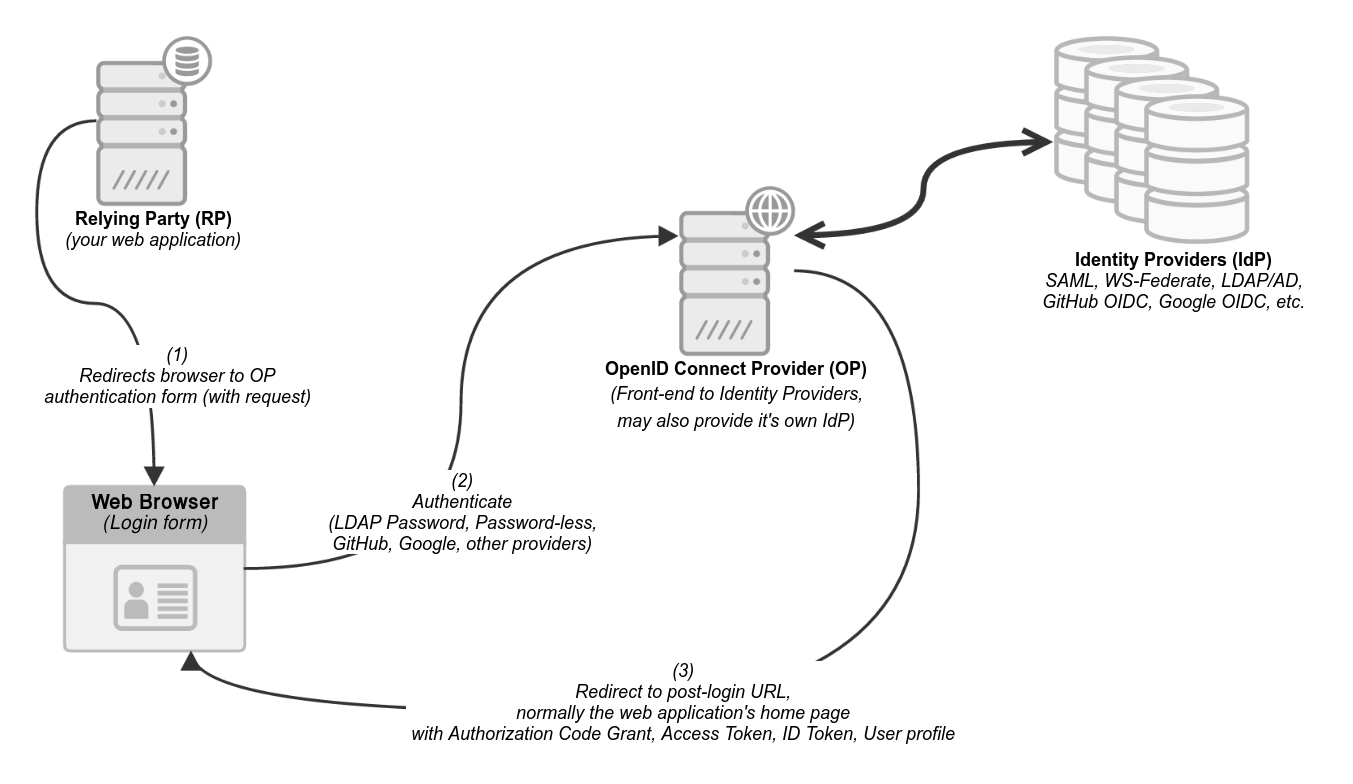 Relying Party (RP)
(your web application)
Identity Providers (IdP)
SAML, WS-Federate, LDAP/AD,
GitHub OIDC, Google OIDC, etc.
(1)
Redirects browser to OP
authentication form (with request)
OpenID Connect Provider (OP)
(Front-end to Identity Providers,
may also provide it's own IdP)
Web Browser
(Login form)
(2)
Authenticate
(LDAP Password, Password-less,
GitHub, Google, other providers)
(3)
Redirect to post-login URL,
normally the web application's home page
with Authorization Code Grant, Access Token, ID Token, User profile